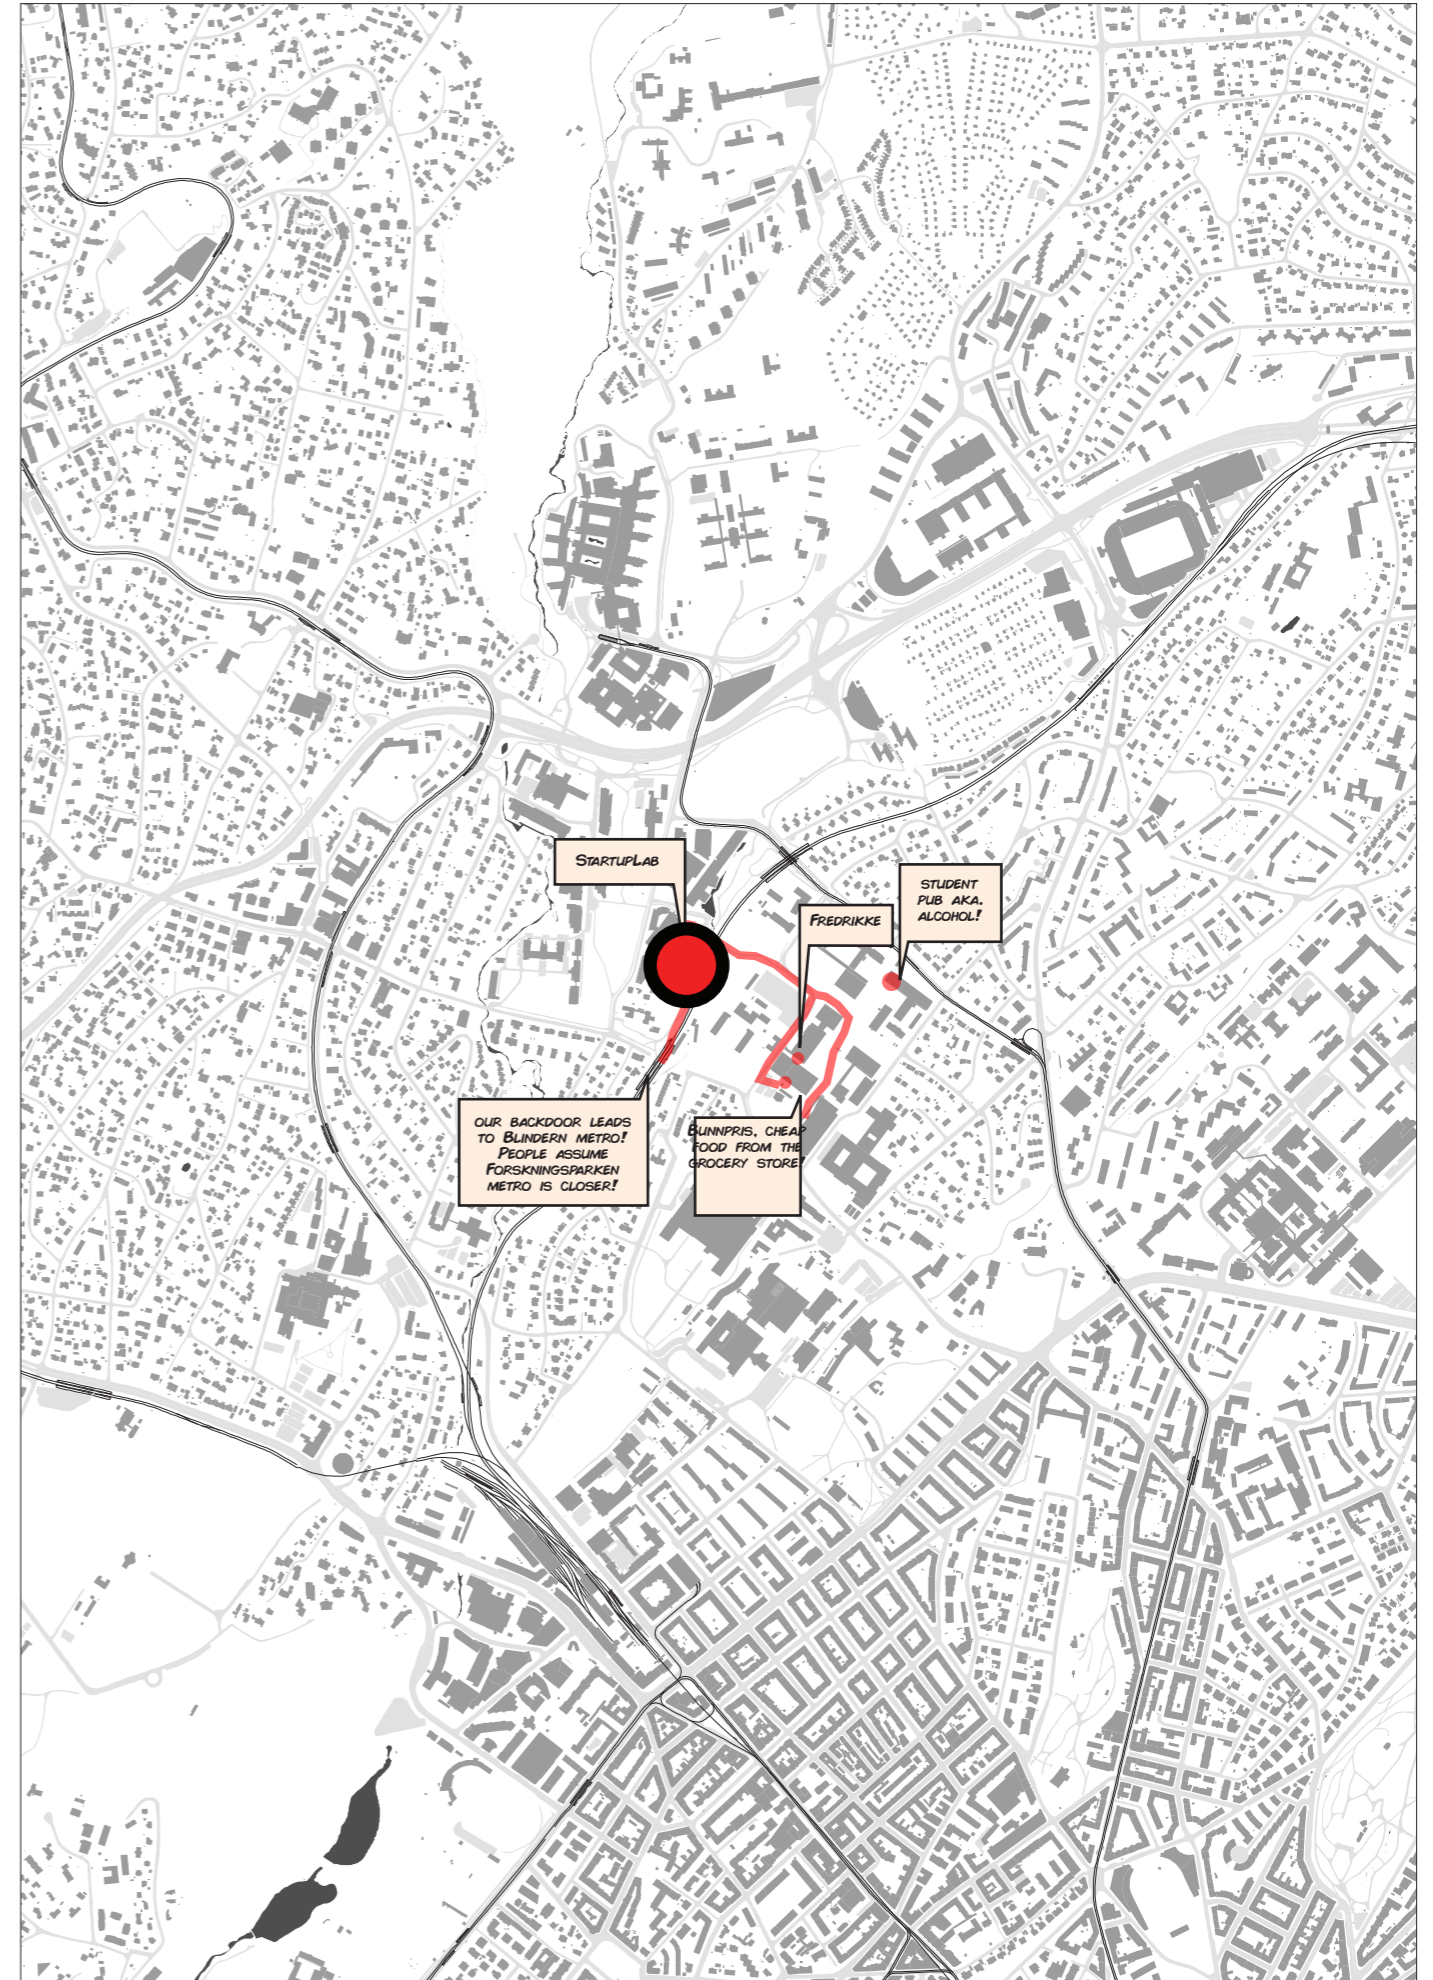 StartupLab
student
pub aka.
alcohol!
Fredrikke
our backdoor leads
to Blindern metro!
People assume
Forskningsparken
metro is closer!
Bunnpris, cheap
food from the
grocery store!